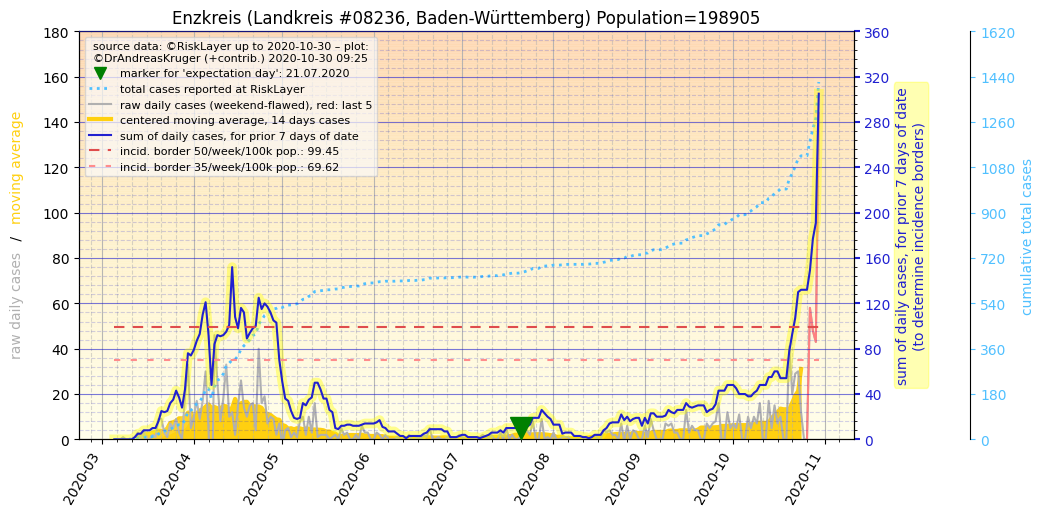 Enzkreis (Landkreis #08236, Baden-Württemberg) Population=198905
source data: ©RiskLayer up to 2020-10-30 – plot:
©DrAndreasKruger (+contrib.) 2020-10-30 09:25
marker for 'expectation day': 21.07.2020
total cases reported at RiskLayer
raw daily cases (weekend-flawed), red: last 5
centered moving average, 14 days cases
sum of daily cases, for prior 7 days of date
incid. border 50/week/100k pop.: 99.45
incid. border 35/week/100k pop.: 69.62
raw daily cases / moving average
180
160
140
120
100
80
60
40
20
0
2020-03
2020-04
2020-05
2020-06
2020-07
2020-08
2020-09
2020-10
2020-11
360
320
280
240
200
160
120
80
40
0
sum of daily cases, for prior 7 days of date
(to determine incidence borders)
1620
1440
1260
1080
900
720
540
360
180
0
cumulative total cases